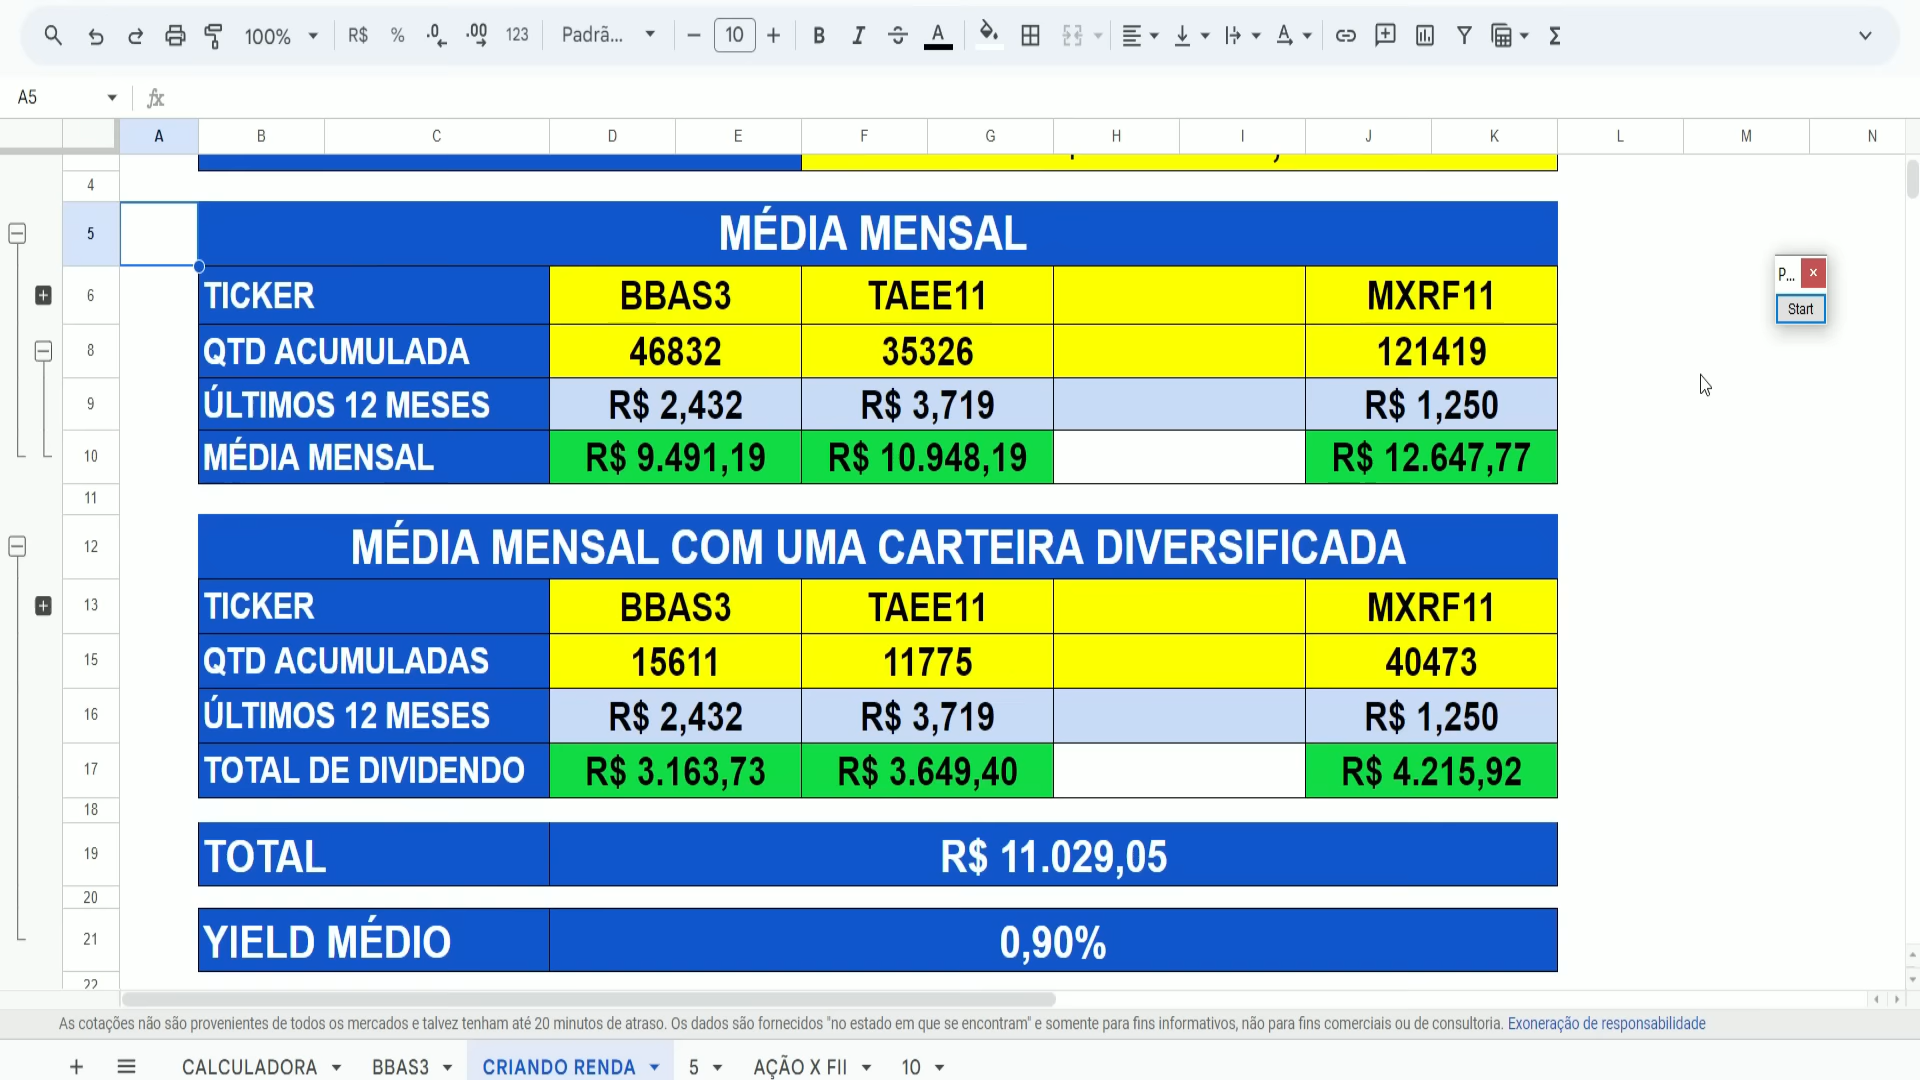 100% R$ % .0 .00 123 Padrã... 10 B I A A Σ
A5 fx
A B C D E F G H I J K L M N
4
5 MÉDIA MENSAL
P... ×
Start
6 TICKER BBAS3 TAEE11 MXRF11
8 QTD ACUMULADA 46832 35326 121419
9 ÚLTIMOS 12 MESES R$ 2,432 R$ 3,719 R$ 1,250
10 MÉDIA MENSAL R$ 9.491,19 R$ 10.948,19 R$ 12.647,77
11
12 MÉDIA MENSAL COM UMA CARTEIRA DIVERSIFICADA
13 TICKER BBAS3 TAEE11 MXRF11
15 QTD ACUMULADAS 15611 11775 40473
16 ÚLTIMOS 12 MESES R$ 2,432 R$ 3,719 R$ 1,250
17 TOTAL DE DIVIDENDO R$ 3.163,73 R$ 3.649,40 R$ 4.215,92
18
19 TOTAL R$ 11.029,05
20
21 YIELD MÉDIO 0,90%
22
As cotações não são provenientes de todos os mercados e talvez tenham até 20 minutos de atraso. Os dados são fornecidos "no estado em que se encontram" e somente para fins informativos, não para fins comerciais ou de consultoria. Exoneração de responsabilidade
CALCULADORA BBAS3 CRIANDO RENDA 5 AÇÃO X FII 10